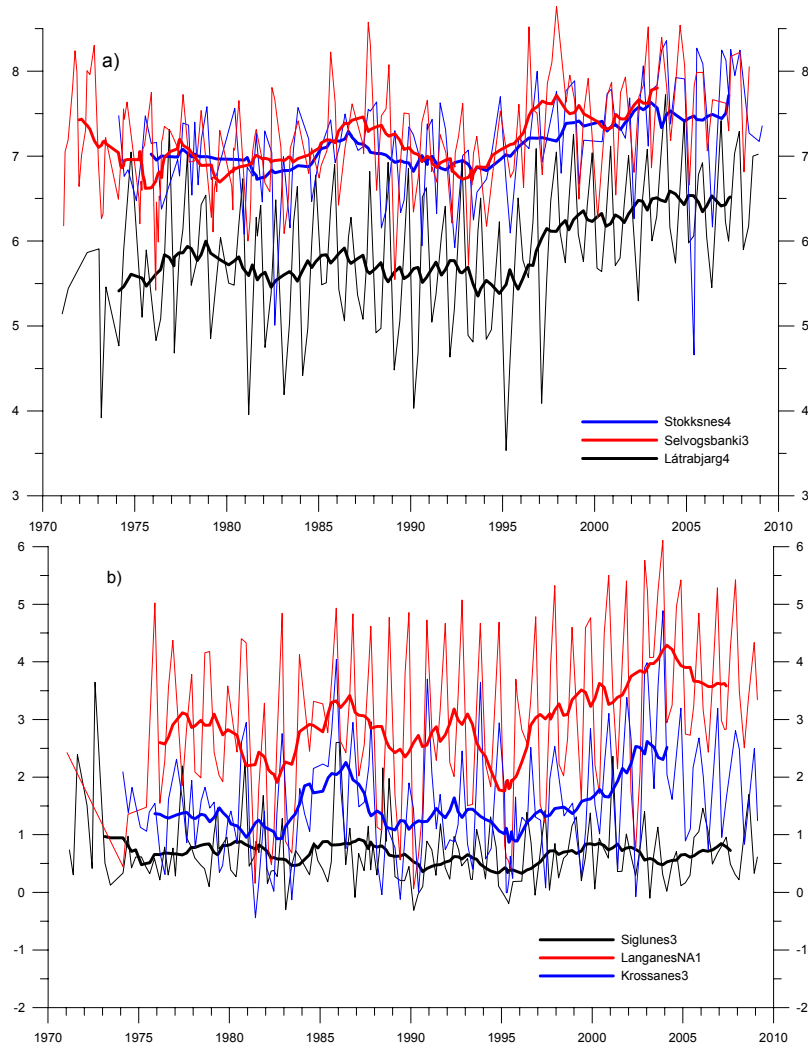 a)
8 8
7 7
6 6
5 5
4 4
3 3
Stokksnes4
Selvogsbanki3
Látrabjarg4
1970 1975 1980 1985 1990 1995 2000 2005 2010
b)
6 6
5 5
4 4
3 3
2 2
1 1
0 0
-1 -1
-2 -2
Siglunes3
LanganesNA1
Krossanes3
1970 1975 1980 1985 1990 1995 2000 2005 2010